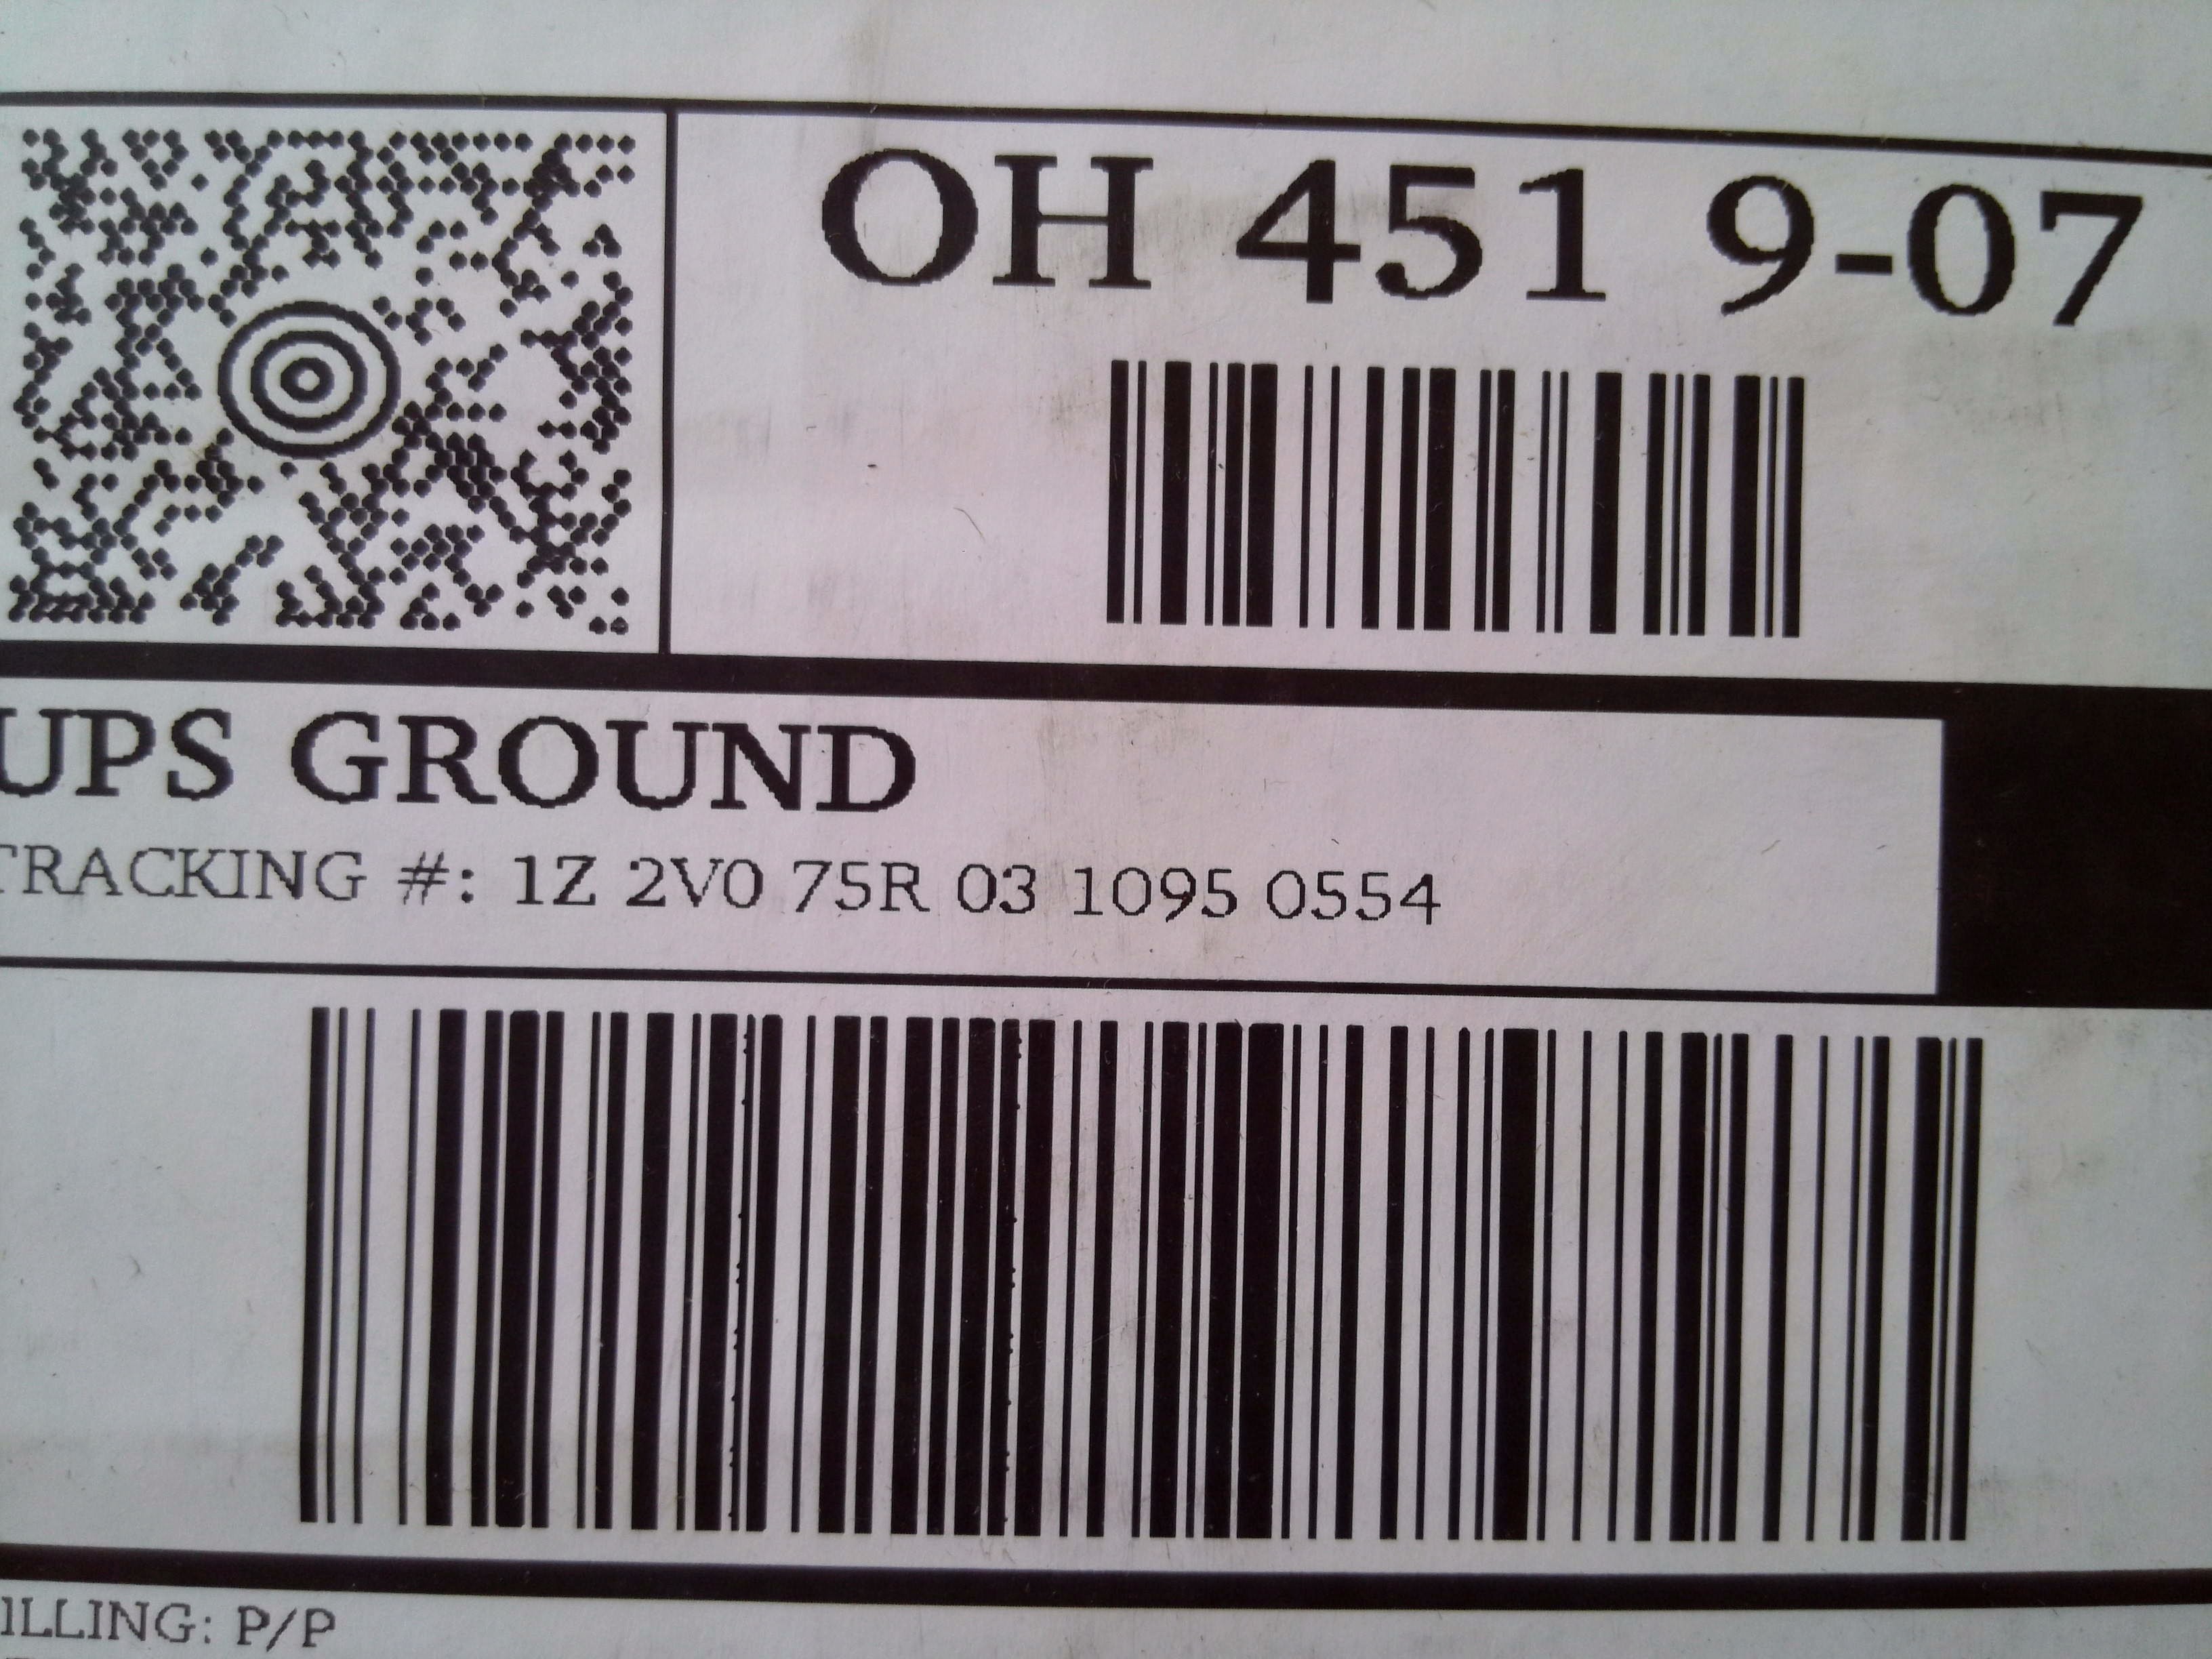 OH 451 9-07
UPS GROUND
TRACKING #: 1Z 2V0 75R 03 1095 0554
ILLING: P/P